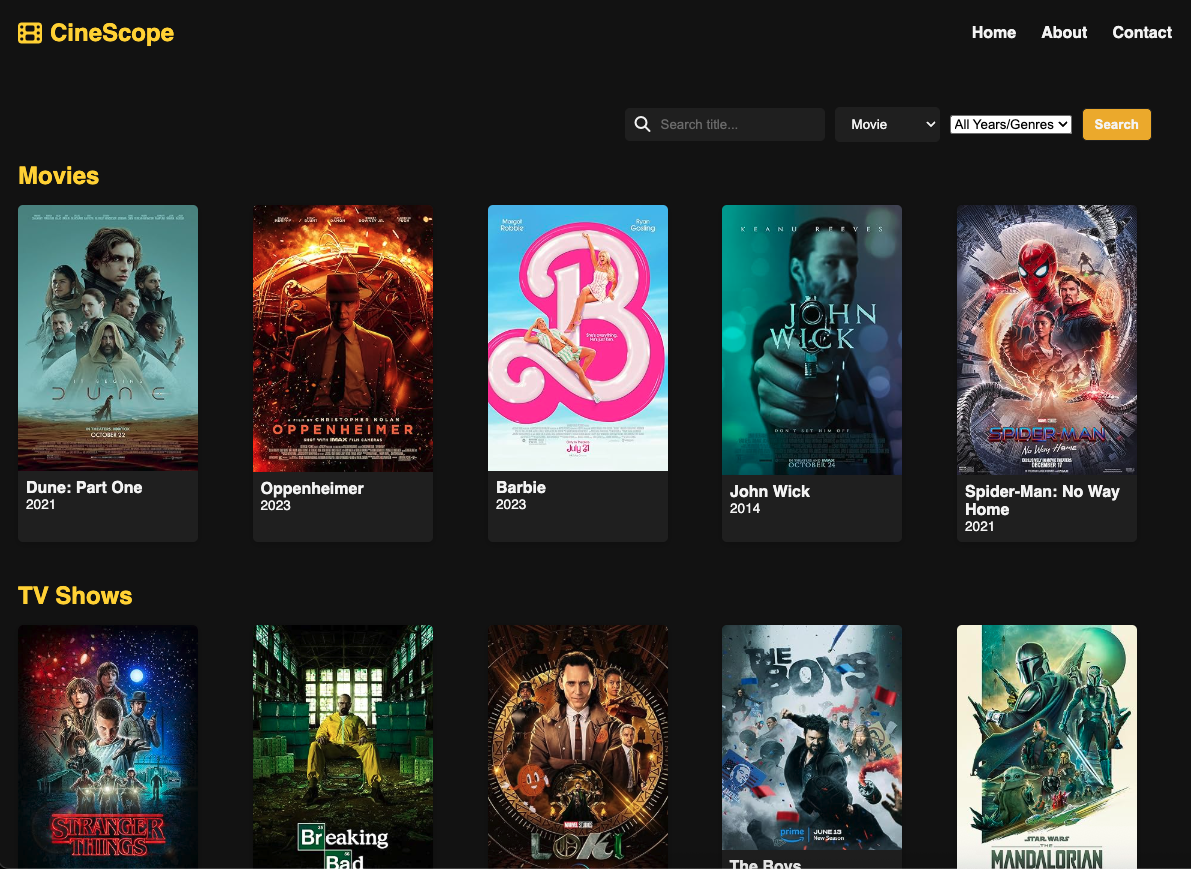 CineScope
Home
About
Contact
Search title...
Movie
All Years/Genres
Search
Movies
IT BEGINS
DUNE
IN THEATERS
OCTOBER 22
A FILM BY CHRISTOPHER NOLAN
OPPENHEIMER
SHOT WITH IMAX FILM CAMERAS
Margot
Robbie
Ryan
Gosling
July 21
KEANU REEVES
JOHN
WICK
DON'T SET HIM OFF
OCTOBER 24
SPIDER-MAN
No Way Home
DECEMBER 17
Dune: Part One
2021
Oppenheimer
2023
Barbie
2023
John Wick
2014
Spider-Man: No Way
Home
2021
TV Shows
STRANGER
THINGS
Breaking
Bad
MARVEL STUDIOS
LOKI
THE
BOYS
prime
JUNE 13
New Season
The Boys
STAR WARS
THE
MANDALORIAN